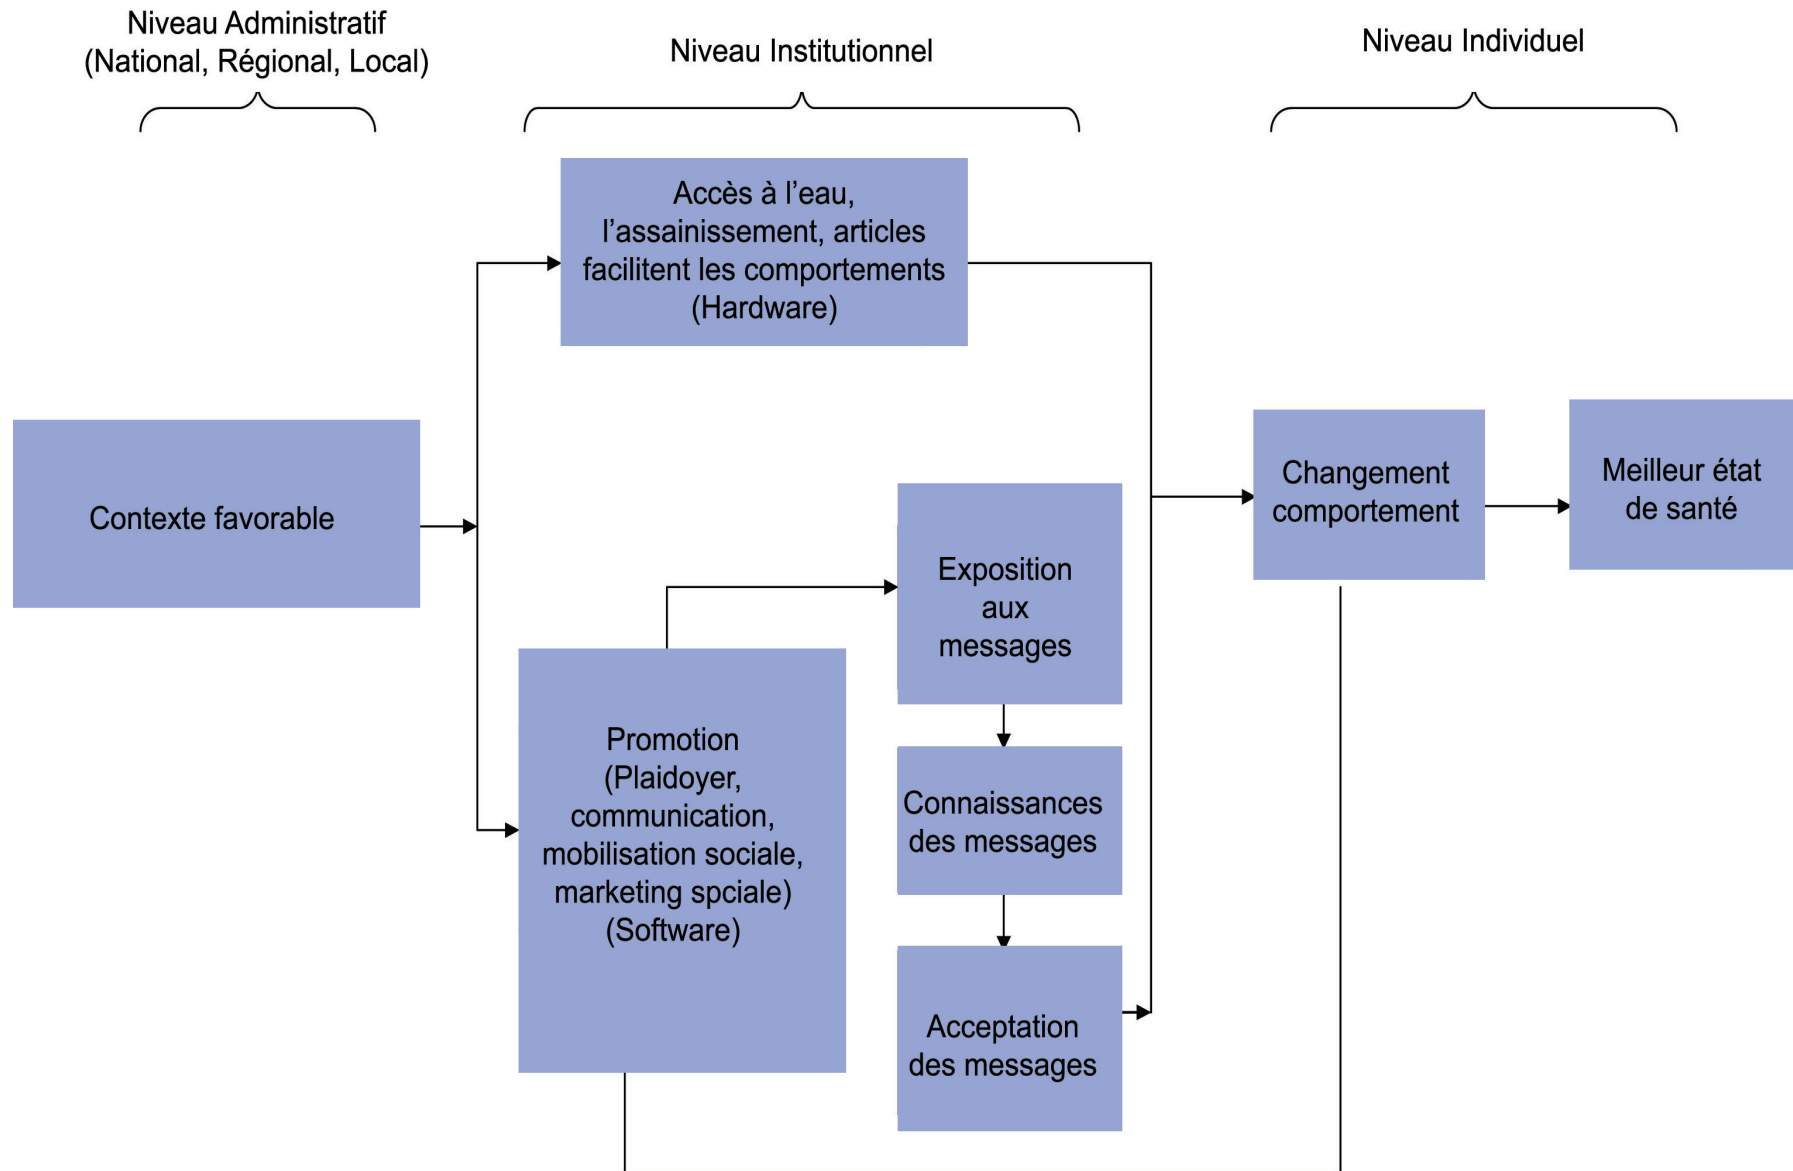 Niveau Administratif
(National, Régional, Local)
Niveau Institutionnel
Niveau Individuel
Accès à l’eau,
l’assainissement, articles
facilitent les comportements
(Hardware)
Contexte favorable
Promotion
(Plaidoyer,
communication,
mobilisation sociale,
marketing spciale)
(Software)
Exposition
aux
messages
Connaissances
des messages
Acceptation
des messages
Changement
comportement
Meilleur état
de santé